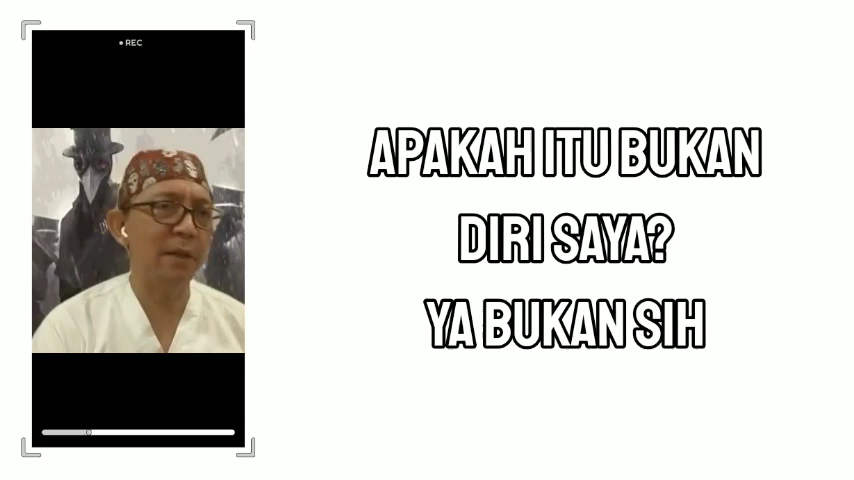 REC
APAKAH ITU BUKAN
DIRI SAYA?
YA BUKAN SIH